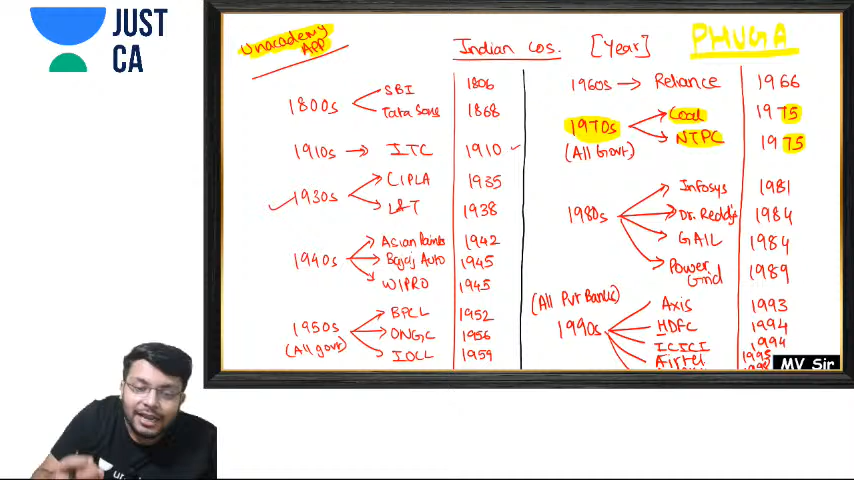 JUST
CA
Unacademy
APP
Indian cos. [Year]
PHUGA
1800s
SBI 1806
Tata Sons 1868
1910s ITC 1910
1930s
CIPLA 1935
L&T 1938
1940s
Asian Paints 1942
Bajaj Auto 1945
WIPRO 1945
1950s
(All govt)
BPCL 1952
ONGC 1956
IOCL 1959
1960s Reliance 1966
1970s
(All Govt)
Coal 1975
NTPC 1975
1980s
Infosys 1981
Dr. Reddy's 1984
GAIL 1984
Power
Grid 1989
(All Pvt Banks)
1990s
Axis 1993
HDFC 1994
ICICI 1994
Airtel 1995
MV Sir